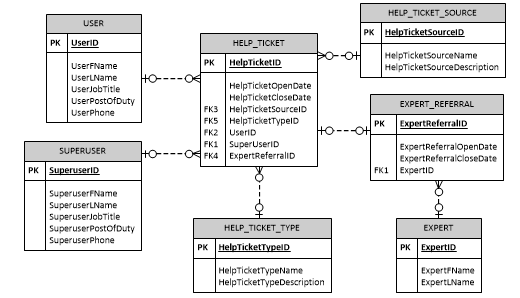 USER
PK UserID
UserFName
UserLName
UserJobTitle
UserPostOfDuty
UserPhone
SUPERUSER
PK SuperuserID
SuperuserFName
SuperuserLName
SuperuserJobTitle
SuperuserPostOfDuty
SuperuserPhone
HELP_TICKET
PK HelpTicketID
HelpTicketOpenDate
HelpTicketCloseDate
FK3 HelpTicketSourceID
FK5 HelpTicketTypeID
FK2 UserID
FK1 SuperUserID
FK4 ExpertReferralID
HELP_TICKET_TYPE
PK HelpTicketTypeID
HelpTicketTypeName
HelpTicketTypeDescription
HELP_TICKET_SOURCE
PK HelpTicketSourceID
HelpTicketSourceName
HelpTicketSourceDescription
EXPERT_REFERRAL
PK ExpertReferralID
ExpertReferralOpenDate
ExpertReferralCloseDate
FK1 ExpertID
EXPERT
PK ExpertID
ExpertFName
ExpertLName